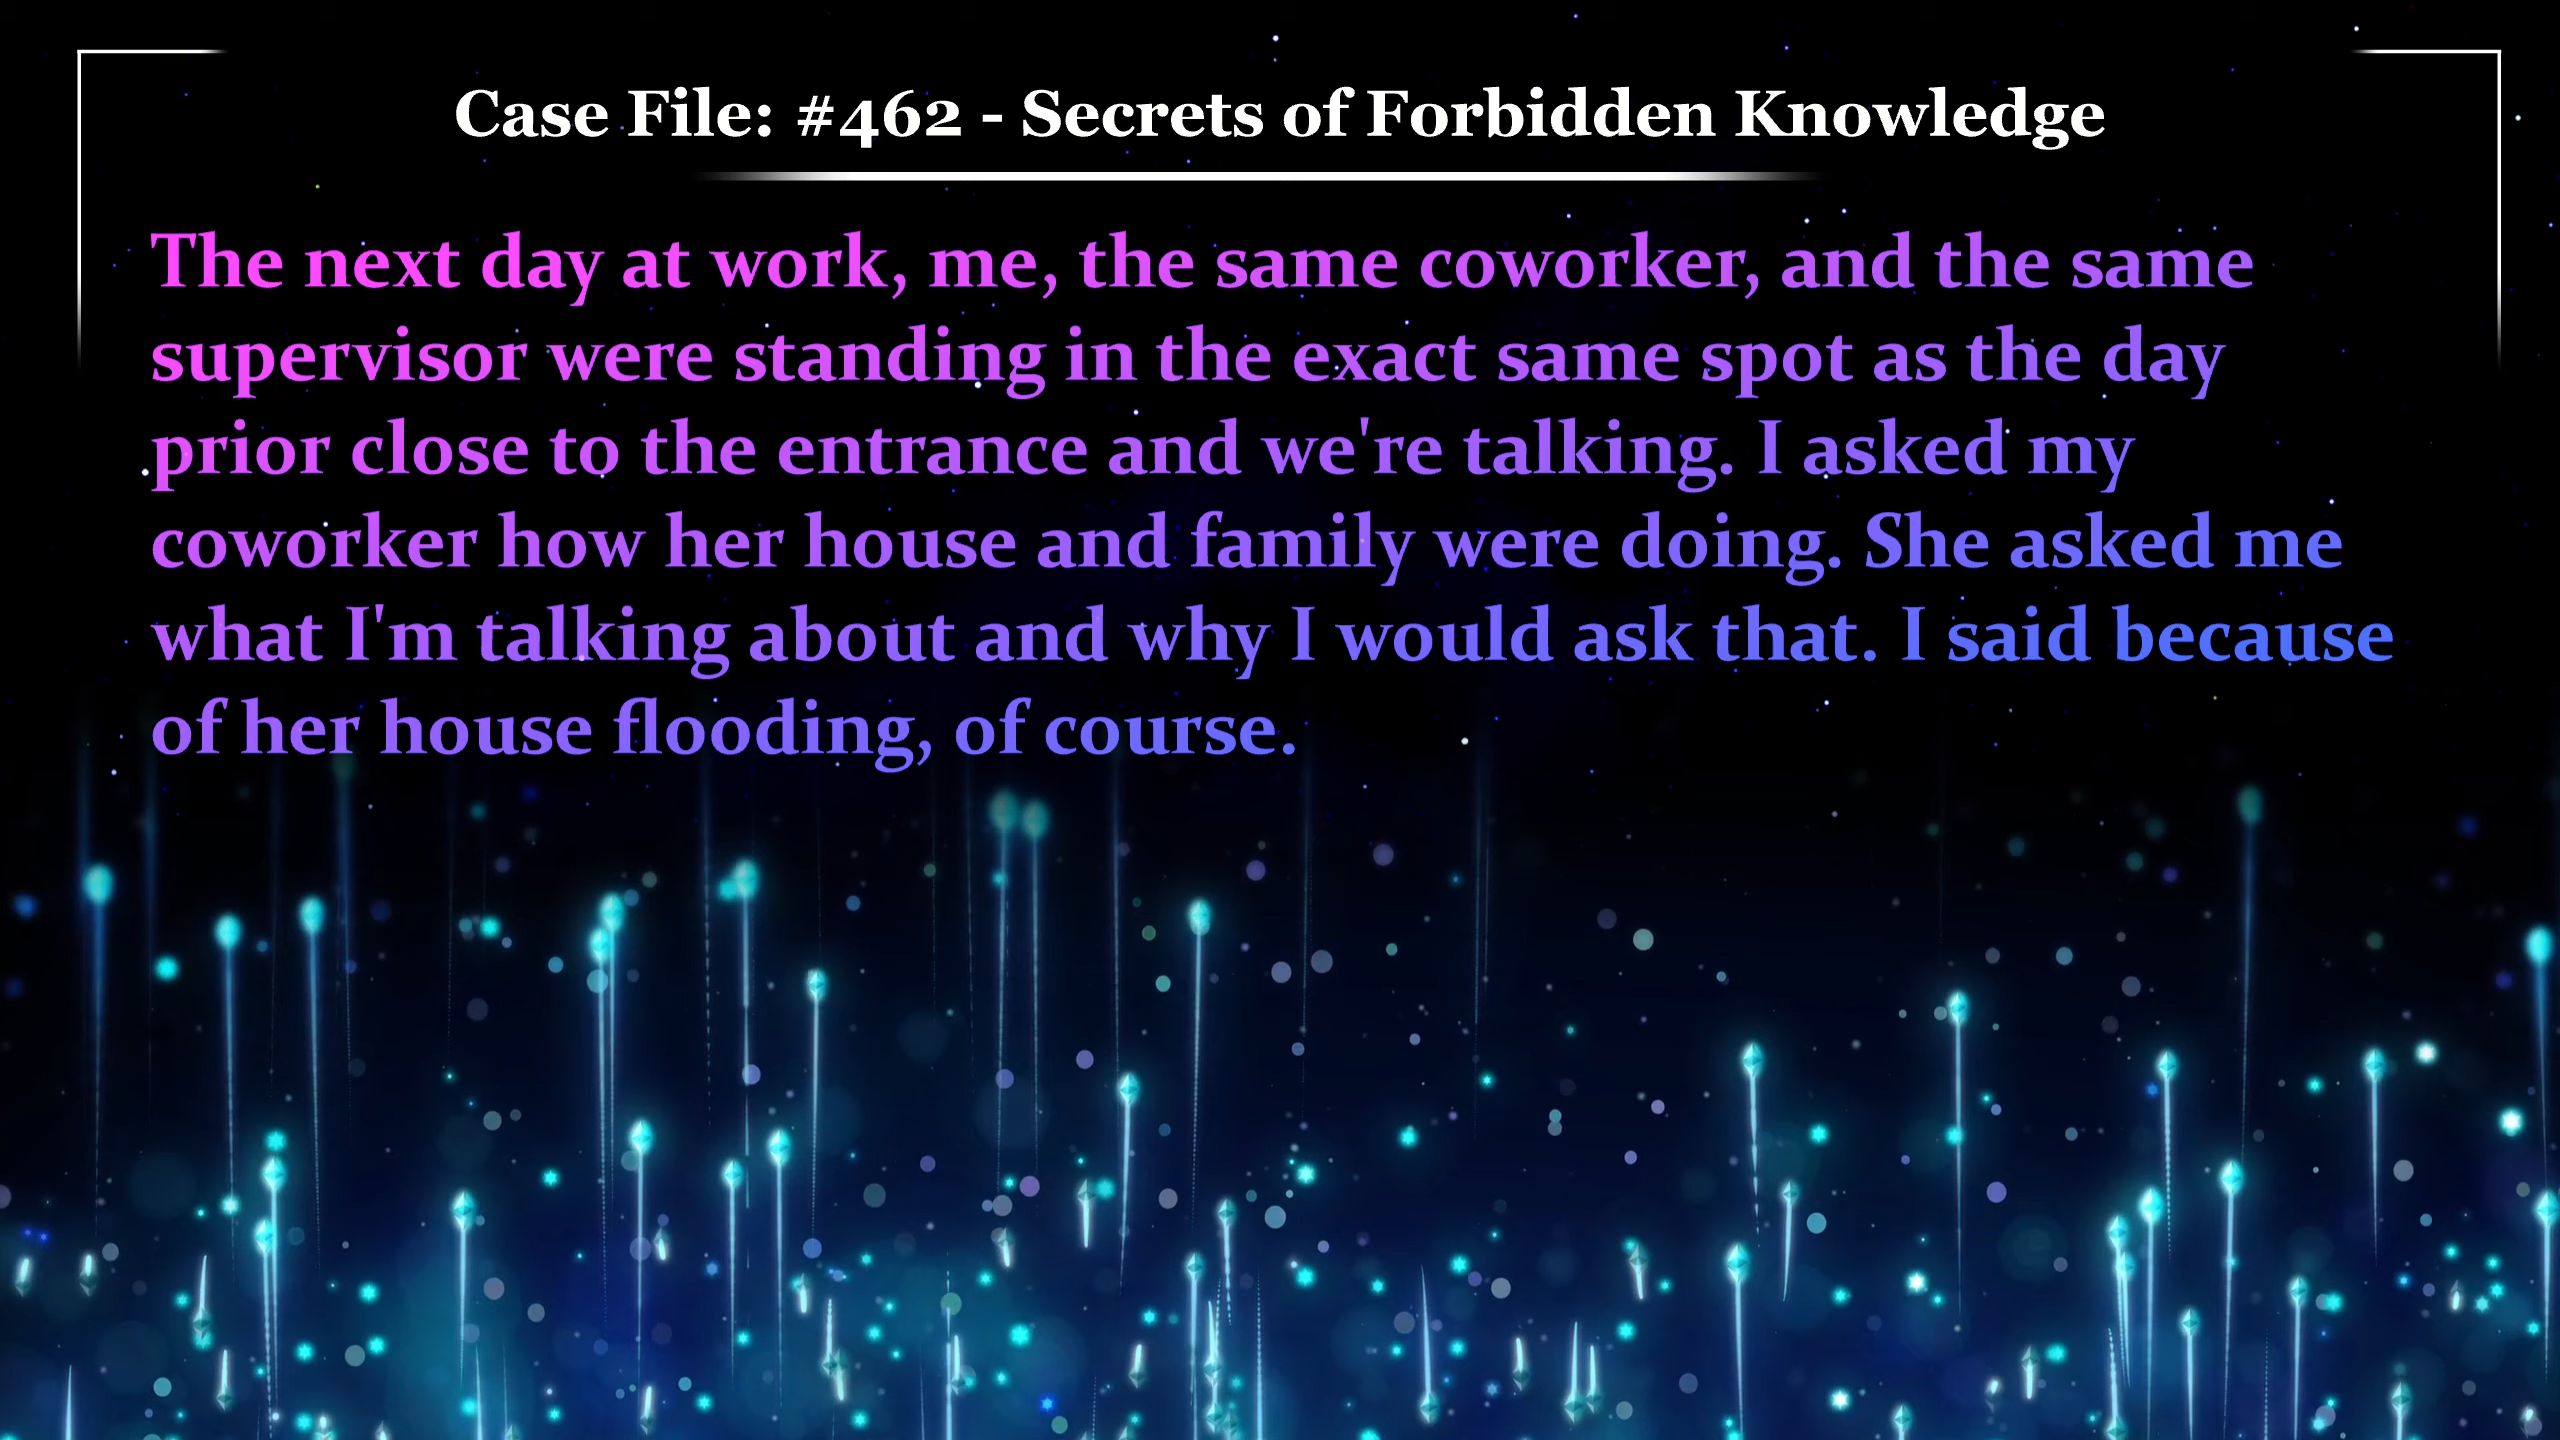 Case File: #462 - Secrets of Forbidden Knowledge
The next day at work, me, the same coworker, and the same
supervisor were standing in the exact same spot as the day
prior close to the entrance and we're talking. I asked my
coworker how her house and family were doing. She asked me
what I'm talking about and why I would ask that. I said because
of her house flooding, of course.